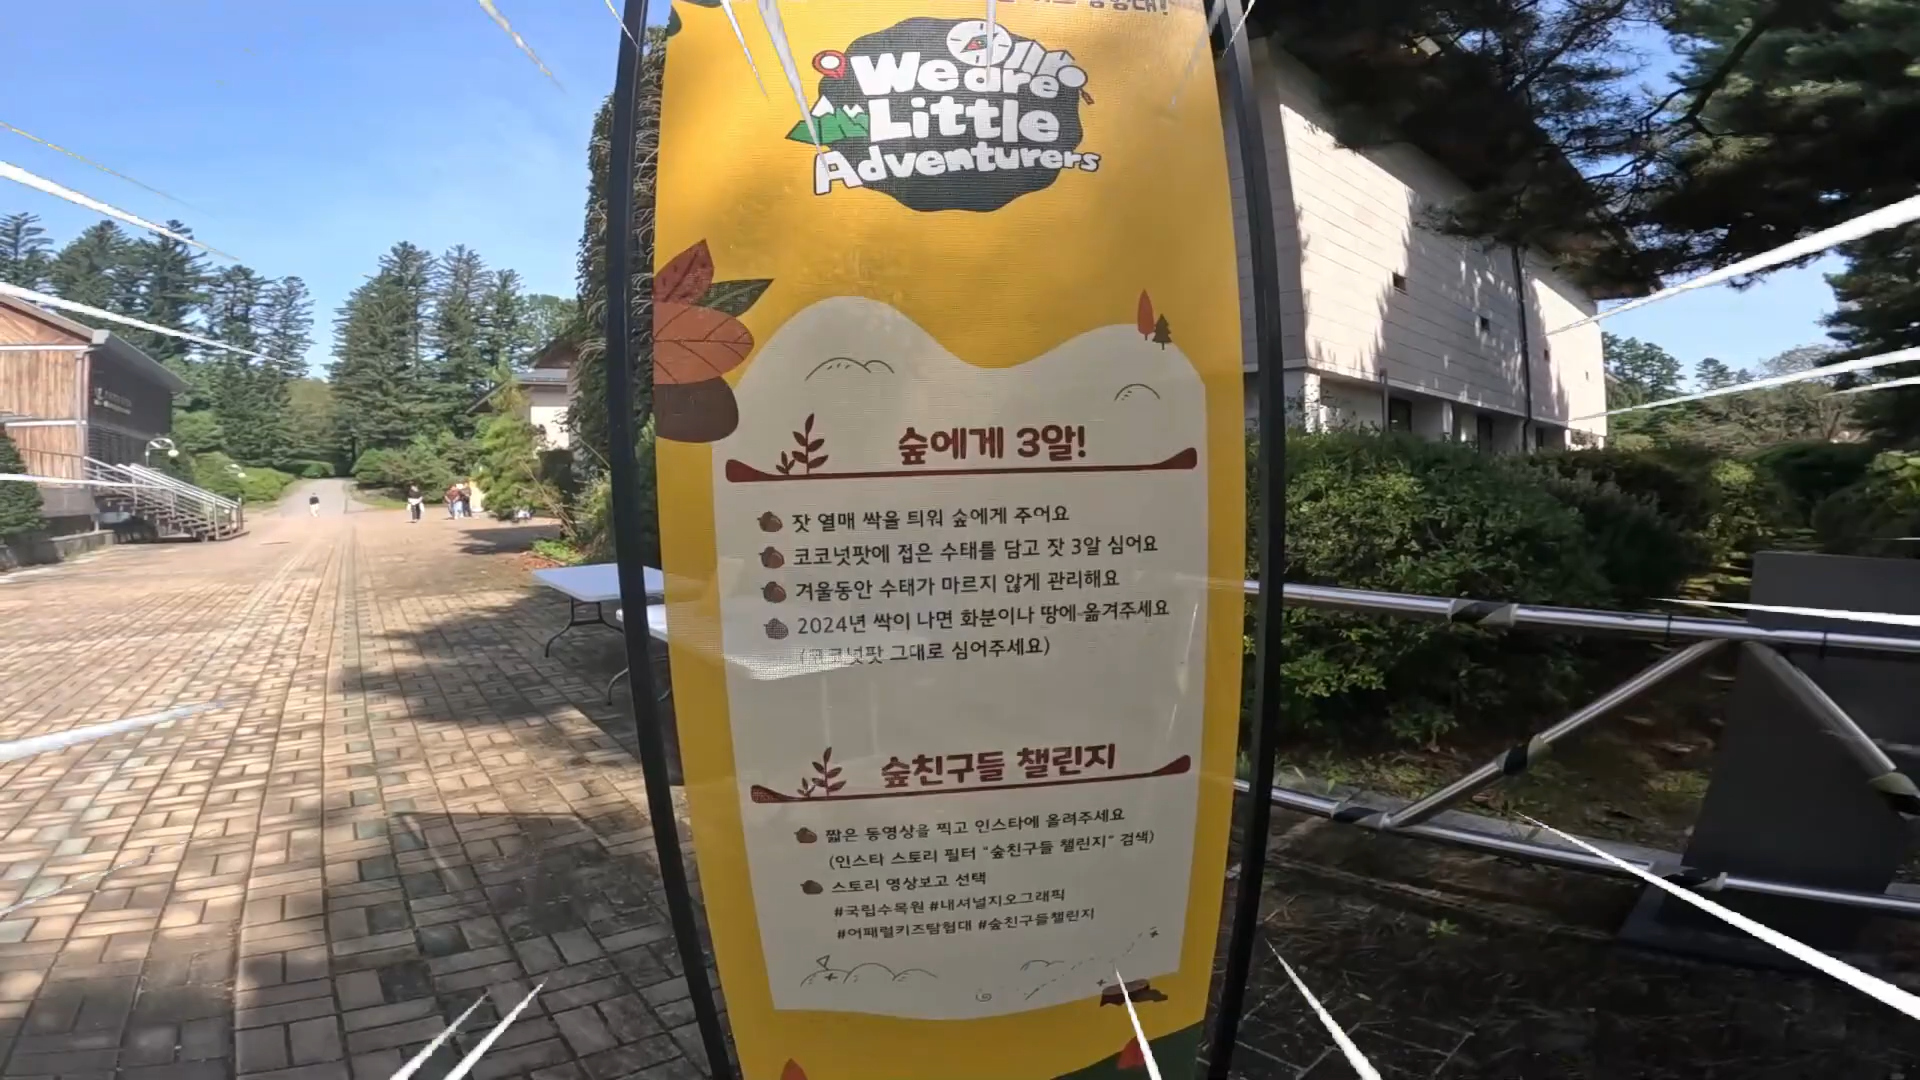 We are
Little
Adventurers
숲에게 3알!
잣 열매 싹을 틔워 숲에게 주어요
코코넛팟에 접은 수태를 담고 잣 3알 심어요
겨울동안 수태가 마르지 않게 관리해요
2024년 싹이 나면 화분이나 땅에 옮겨주세요
(코코넛팟 그대로 심어주세요)
숲친구들 챌린지
짧은 동영상을 찍고 인스타에 올려주세요
(인스타 스토리 필터 "숲친구들 챌린지" 검색)
스토리 영상보고 선택
#국립수목원 #내셔널지오그래픽
#어패럴키즈탐험대 #숲친구들챌린지